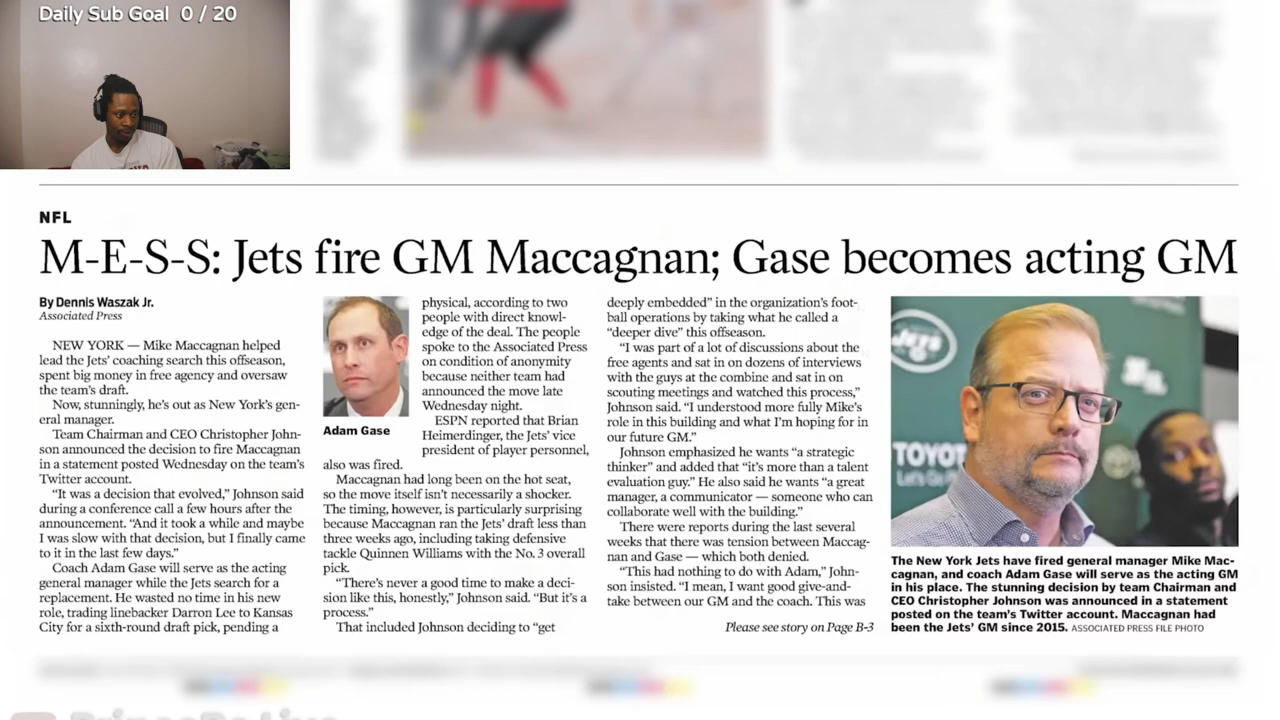 Daily Sub Goal 0 / 20
NFL
M-E-S-S: Jets fire GM Maccagnan; Gase becomes acting GM
By Dennis Waszak Jr.
Associated Press
NEW YORK — Mike Maccagnan helped
lead the Jets’ coaching search this offseason,
spent big money in free agency and oversaw
the team’s draft.
Now, stunningly, he’s out as New York’s gen-
eral manager.
Team Chairman and CEO Christopher John-
son announced the decision to fire Maccagnan
in a statement posted Wednesday on the team’s
Twitter account.
“It was a decision that evolved,” Johnson said
during a conference call a few hours after the
announcement. “And it took a while and maybe
I was slow with that decision, but I finally came
to it in the last few days.”
Coach Adam Gase will serve as the acting
general manager while the Jets search for a
replacement. He wasted no time in his new
role, trading linebacker Darron Lee to Kansas
City for a sixth-round draft pick, pending a
Adam Gase
physical, according to two
people with direct knowl-
edge of the deal. The people
spoke to the Associated Press
on condition of anonymity
because neither team had
announced the move late
Wednesday night.
ESPN reported that Brian
Heimerdinger, the Jets’ vice
president of player personnel,
also was fired.
Maccagnan had long been on the hot seat,
so the move itself isn’t necessarily a shocker.
The timing, however, is particularly surprising
because Maccagnan ran the Jets’ draft less than
three weeks ago, including taking defensive
tackle Quinnen Williams with the No. 3 overall
pick.
“There’s never a good time to make a deci-
sion like this, honestly,” Johnson said. “But it’s a
process.”
That included Johnson deciding to “get
deeply embedded” in the organization’s foot-
ball operations by taking what he called a
“deeper dive” this offseason.
“I was part of a lot of discussions about the
free agents and sat in on dozens of interviews
with the guys at the combine and sat in on
scouting meetings and watched this process,”
Johnson said. “I understood more fully Mike’s
role in this building and what I’m hoping for in
our future GM.”
Johnson emphasized he wants “a strategic
thinker” and added that “it’s more than a talent
evaluation guy.” He also said he wants “a great
manager, a communicator — someone who can
collaborate well with the building.”
There were reports during the last several
weeks that there was tension between Maccag-
nan and Gase — which both denied.
“This had nothing to do with Adam,” John-
son insisted. “I mean, I want good give-and-
take between our GM and the coach. This was
Please see story on Page B-3
JETS
TOYOTA
Let's Go
The New York Jets have fired general manager Mike Mac-
cagnan, and coach Adam Gase will serve as the acting GM
in his place. The stunning decision by team Chairman and
CEO Christopher Johnson was announced in a statement
posted on the team’s Twitter account. Maccagnan had
been the Jets’ GM since 2015. ASSOCIATED PRESS FILE PHOTO